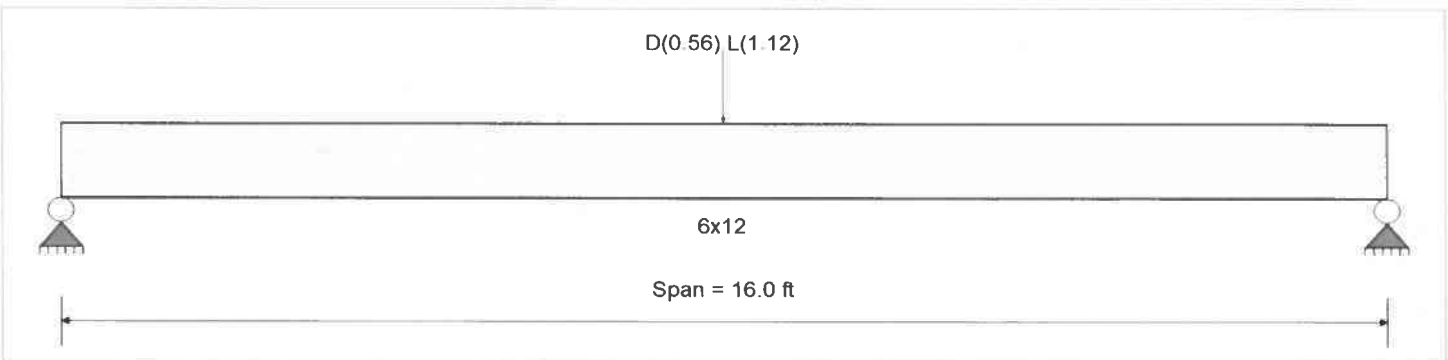 D(0.56) L(1.12)
6x12
Span = 16.0 ft